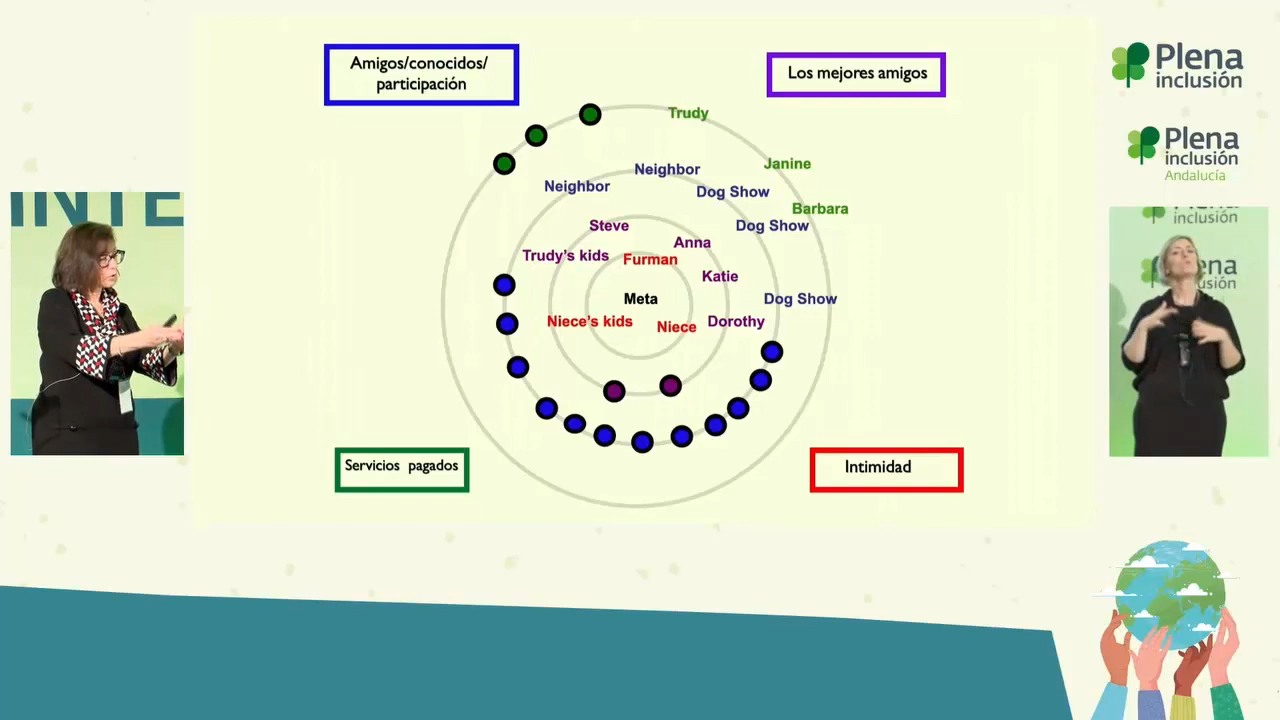 Amigos/conocidos/
participación
Los mejores amigos
Plena
inclusión
Plena
inclusión
Andalucía
Trudy
Janine
Neighbor
Neighbor
Dog Show
Barbara
Dog Show
Steve
Anna
Trudy's kids
Furman
Katie
Meta
Dog Show
Niece's kids
Niece
Dorothy
Servicios pagados
Intimidad
INTE
inclusión
ena
inclusión